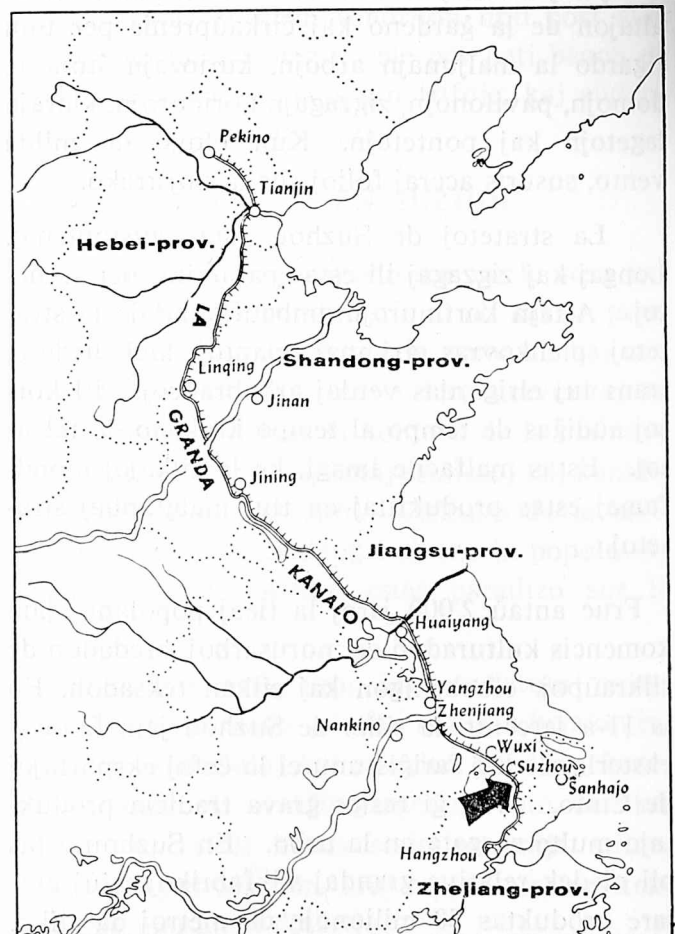 Pekino
Tianjin
Hebei-prov.
LA
Linqing
Shandong-prov.
Jinan
GRANDA
Jining
Jiangsu-prov.
KANALO
Huaiyang
Yangzhou
Zhenjiang
Nankino
Wuxi
Suzhou
Ŝanhajo
Hangzhou
Zhejiang-prov.